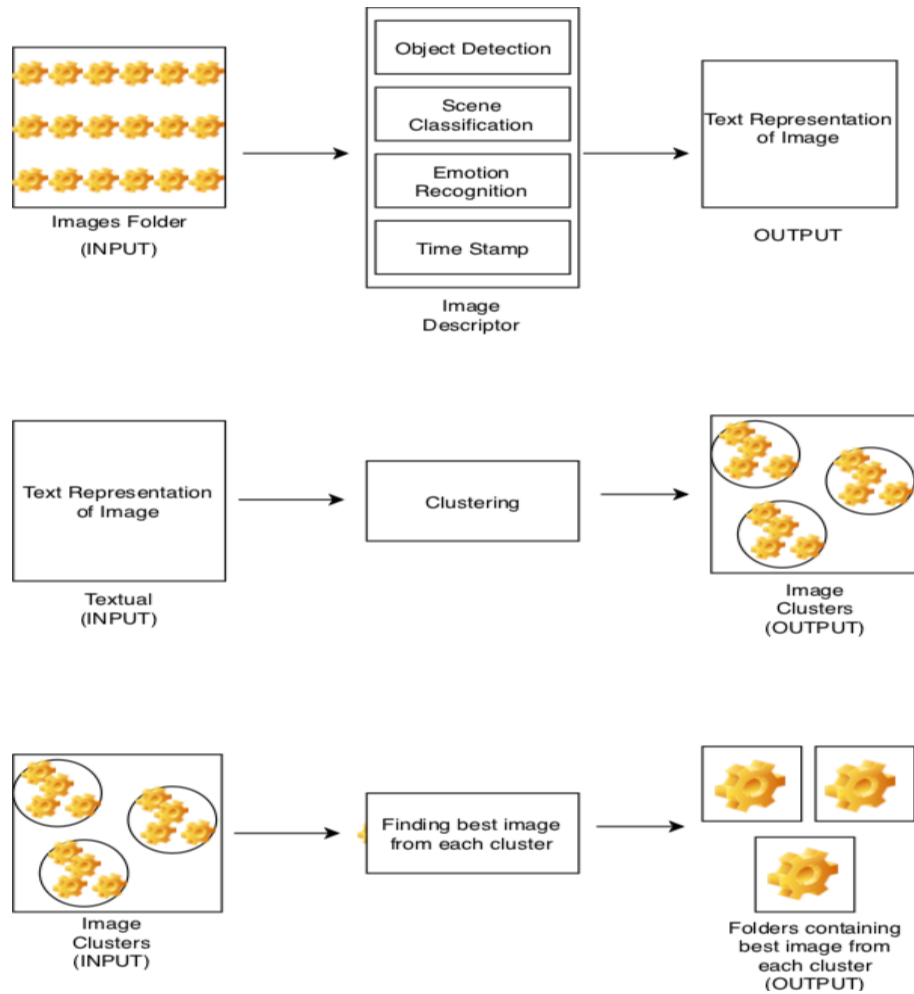 Object Detection
Scene
Classification
Emotion
Recognition
Time Stamp
Images Folder
(INPUT)
Image
Descriptor
Text Representation
of Image
OUTPUT
Text Representation
of Image
Textual
(INPUT)
Clustering
Image
Clusters
(OUTPUT)
Image
Clusters
(INPUT)
Finding best image
from each cluster
Folders containing
best image from
each cluster
(OUTPUT)